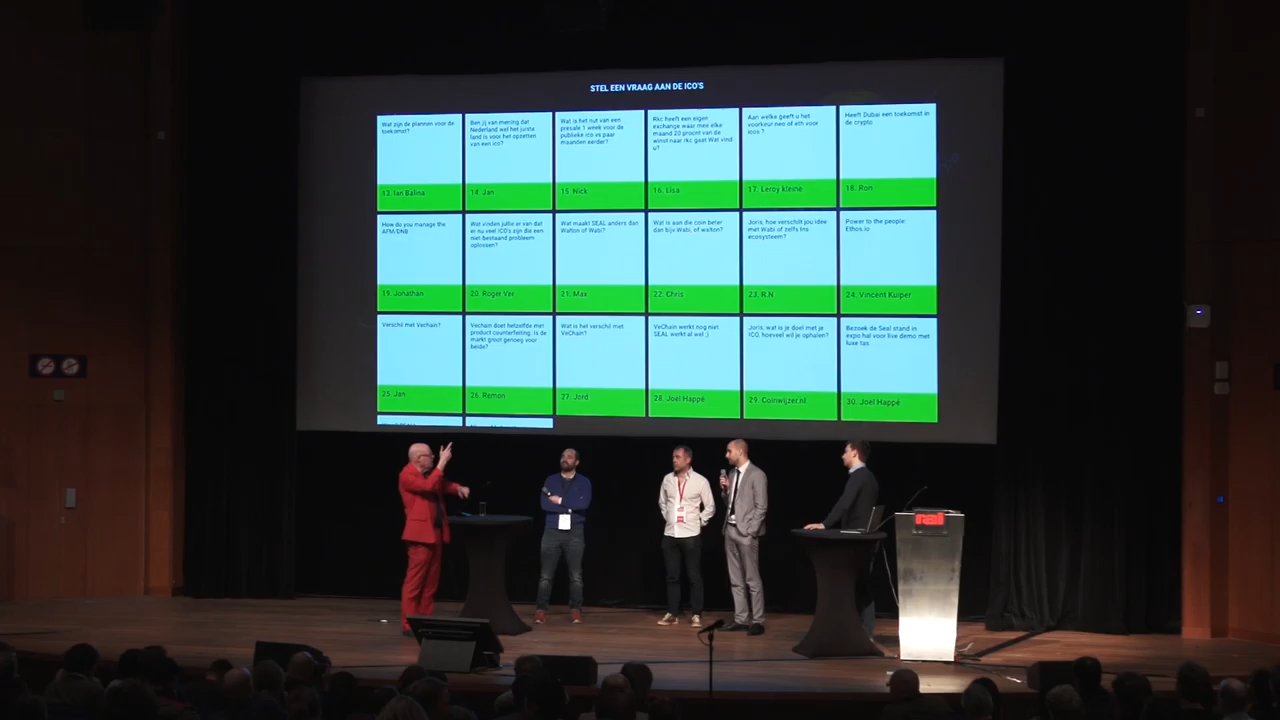 STEL EEN VRAAG AAN DE ICO'S
Wat zijn de plannen voor de
toekomst?
13. Ian Balina
Ben jij van mening dat
Nederland wel het juiste
land is voor het opzetten
van een ico?
14. Jan
Wat is het nut van een
presale 1 week voor de
publieke ico vs paar
maanden eerder?
15. Nick
Rkc heeft een eigen
exchange waar mee elke
maand 20 procent van de
winst naar rkc gaat Wat vind
u?
16. Lisa
Aan welke geeft u het
voorkeur neo of eth voor
icos ?
17. Leroy kleine
Heeft Dubai een toekomst in
de crypto
18. Ron
How do you manage the
AFM/DNB
19. Jonathan
Wat vinden jullie er van dat
er nu veel ICO's zijn die een
niet bestaand probleem
oplossen?
20. Roger Ver
Wat maakt SEAL anders dan
Walton of Wabi?
21. Max
Wat is aan die coin beter
dan bijv Wabi, of walton?
22. Chris
Joris, hoe verschilt jou idee
met Wabi of zelfs Ins
ecosysteem?
23. R.N
Power to the people:
Ethos.io
24. Vincent Kuiper
Verschil met Vechain?
25. Jan
Vechain doet hetzelfde met
product counterfeiting. Is de
markt groot genoeg voor
beide?
26. Remon
Wat is het verschil met
VeChain?
27. Jord
VeChain werkt nog niet
SEAL werkt al wel ;)
28. Joel Happé
Joris, wat is je doel met je
ICO, hoeveel wil je ophalen?
29. Coinwijzer.nl
Bezoek de Seal stand in
expo hal voor live demo met
luxe tas
30. Joel Happé
rai